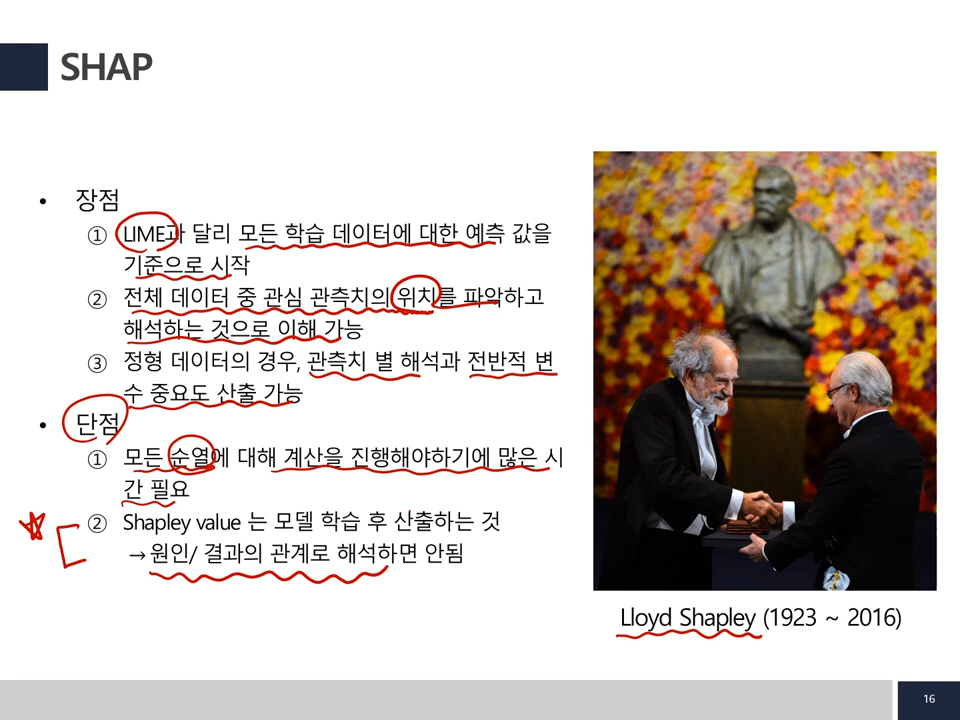 SHAP
• 장점
① LIME과 달리 모든 학습 데이터에 대한 예측 값을
기준으로 시작
② 전체 데이터 중 관심 관측치의 위치를 파악하고
해석하는 것으로 이해 가능
③ 정형 데이터의 경우, 관측치 별 해석과 전반적 변
수 중요도 산출 가능
• 단점
① 모든 순열에 대해 계산을 진행해야하기에 많은 시
간 필요
② Shapley value 는 모델 학습 후 산출하는 것
→원인/ 결과의 관계로 해석하면 안됨
Lloyd Shapley (1923 ~ 2016)
16